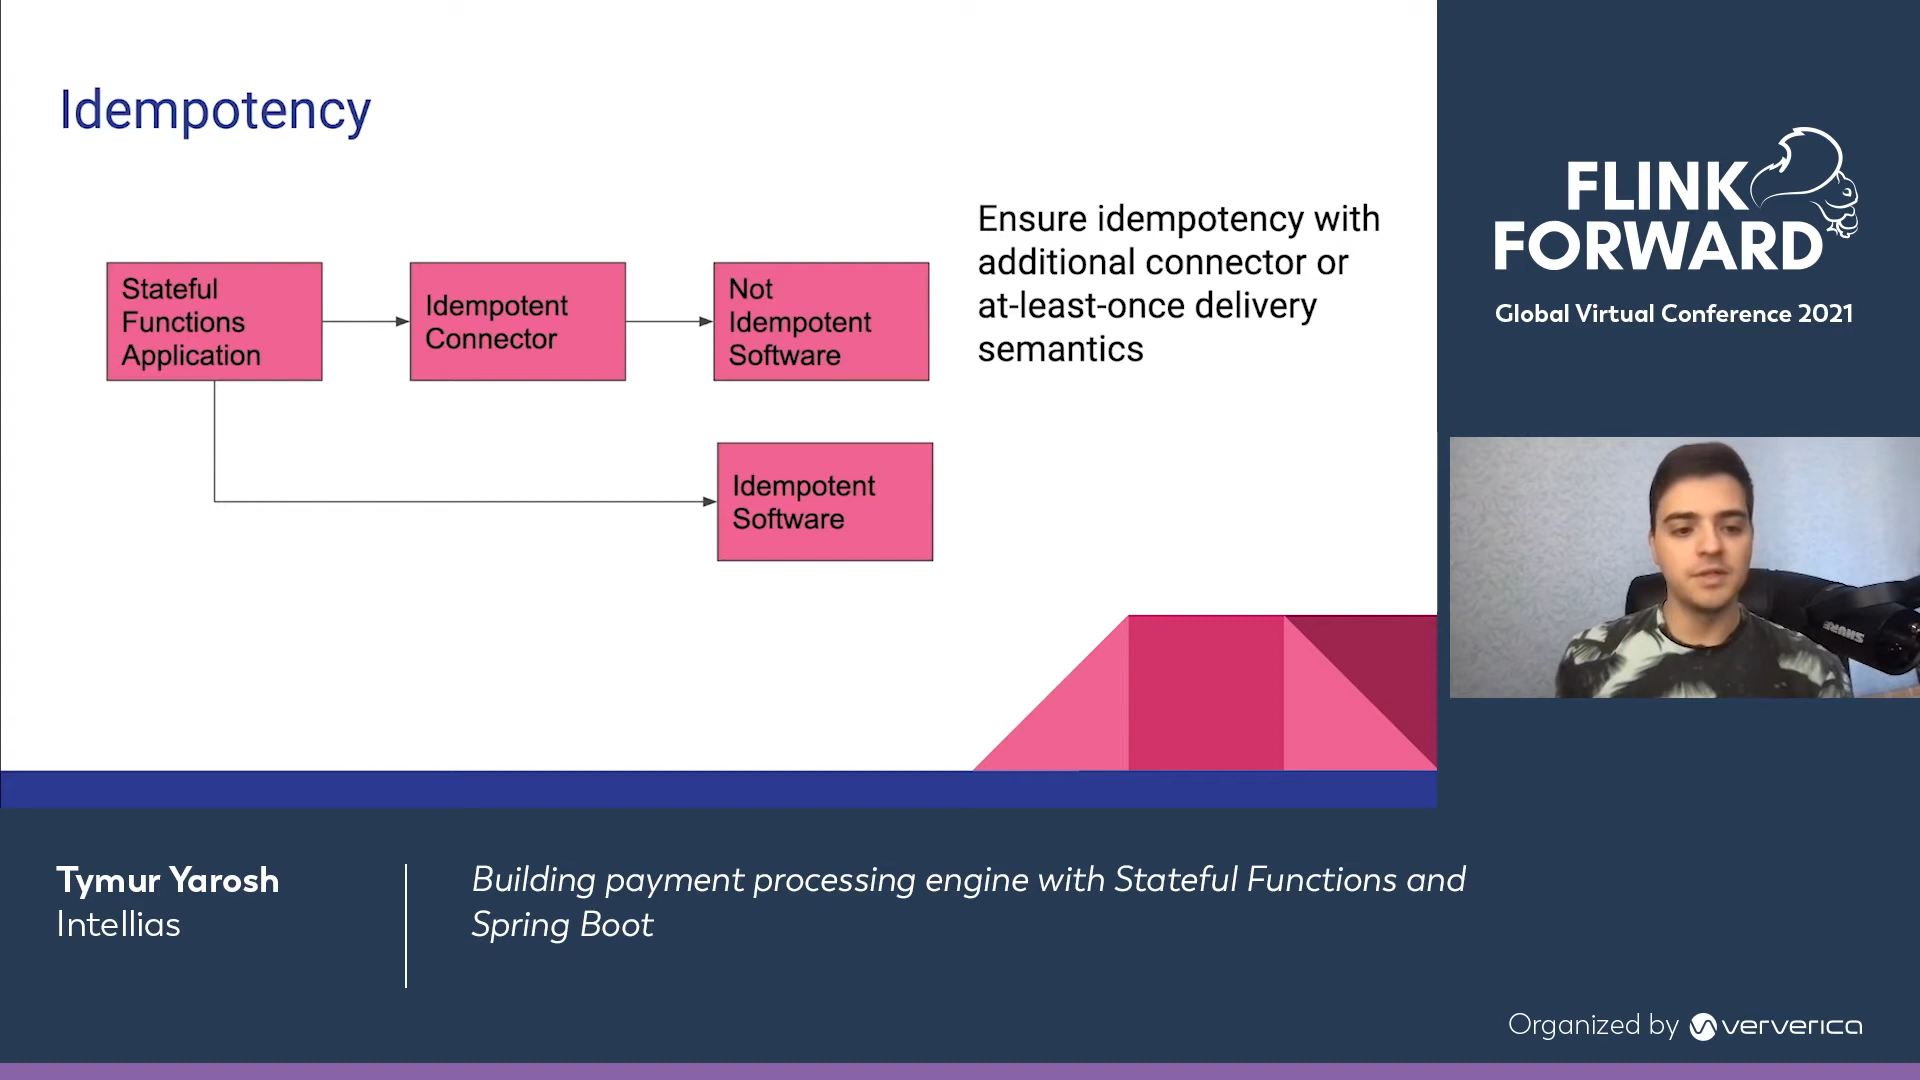 Idempotency
Stateful
Functions
Application
Idempotent
Connector
Not
Idempotent
Software
Idempotent
Software
Ensure idempotency with
additional connector or
at-least-once delivery
semantics
FLINK
FORWARD
Global Virtual Conference 2021
SHURE
Tymur Yarosh
Intellias
Building payment processing engine with Stateful Functions and
Spring Boot
Organized by ververica